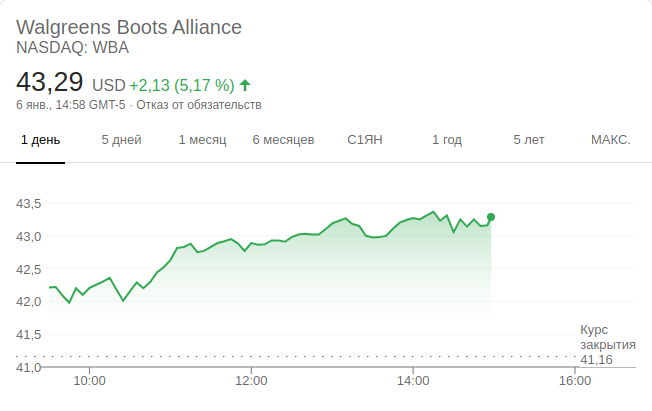 Walgreens Boots Alliance
NASDAQ: WBA
43,29 USD +2,13 (5,17 %)
6 янв., 14:58 GMT-5 · Отказ от обязательств
1 день 5 дней 1 месяц 6 месяцев С1ЯН 1 год 5 лет МАКС.
43,5
43,0
42,5
42,0
41,5
41,0
Курс
закрытия
41,16
10:00 12:00 14:00 16:00